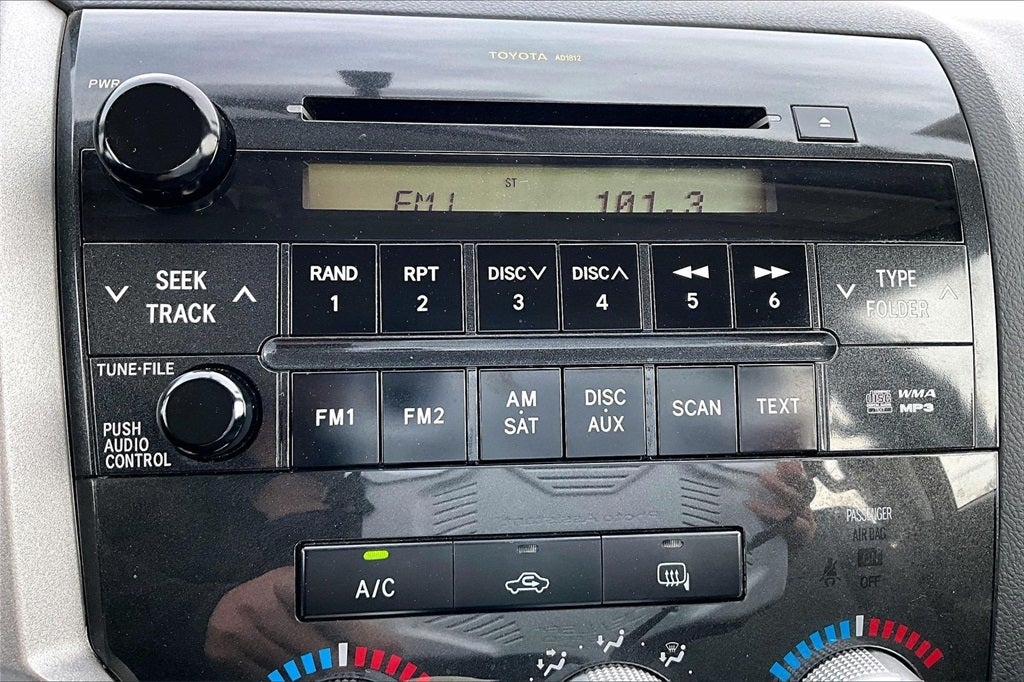 TOYOTA AD1812
PWR
ST
FM1 101.3
SEEK
TRACK
RAND
1
RPT
2
DISC
3
DISC
4
5
6
TYPE
FOLDER
TUNE·FILE
PUSH
AUDIO
CONTROL
FM1
FM2
AM
SAT
DISC
AUX
SCAN
TEXT
WMA
MP3
PASSENGER
AIR BAG
OFF
A/C